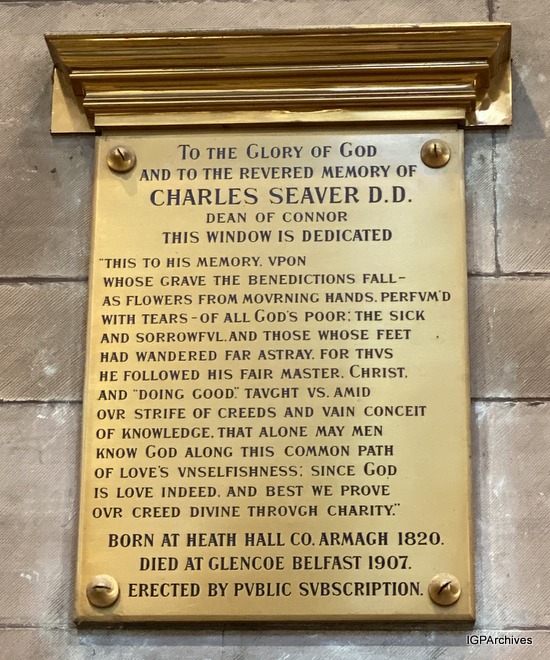 TO THE GLORY OF GOD
AND TO THE REVERED MEMORY OF
CHARLES SEAVER D.D.
DEAN OF CONNOR
THIS WINDOW IS DEDICATED
"THIS TO HIS MEMORY, VPON
WHOSE GRAVE THE BENEDICTIONS FALL–
AS FLOWERS FROM MOVRNING HANDS, PERFVM'D
WITH TEARS–OF ALL GOD'S POOR; THE SICK
AND SORROWFVL, AND THOSE WHOSE FEET
HAD WANDERED FAR ASTRAY. FOR THVS
HE FOLLOWED HIS FAIR MASTER, CHRIST,
AND "DOING GOOD," TAVGHT VS, AMID
OVR STRIFE OF CREEDS AND VAIN CONCEIT
OF KNOWLEDGE, THAT ALONE MAY MEN
KNOW GOD ALONG THIS COMMON PATH
OF LOVE'S VNSELFISHNESS; SINCE GOD
IS LOVE INDEED, AND BEST WE PROVE
OVR CREED DIVINE THROVGH CHARITY."
BORN AT HEATH HALL CO. ARMAGH 1820.
DIED AT GLENCOE BELFAST 1907.
ERECTED BY PVBLIC SVBSCRIPTION.
IGPArchives